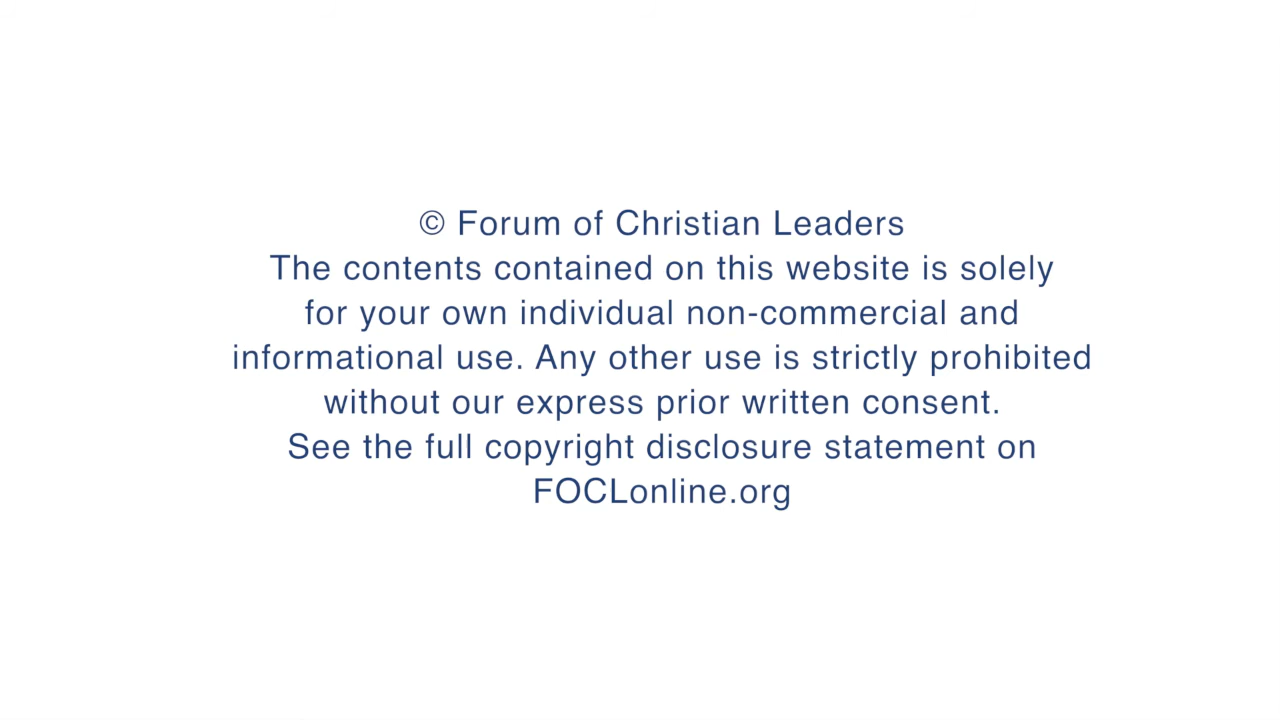 © Forum of Christian Leaders
The contents contained on this website is solely
for your own individual non-commercial and
informational use. Any other use is strictly prohibited
without our express prior written consent.
See the full copyright disclosure statement on
FOCLonline.org